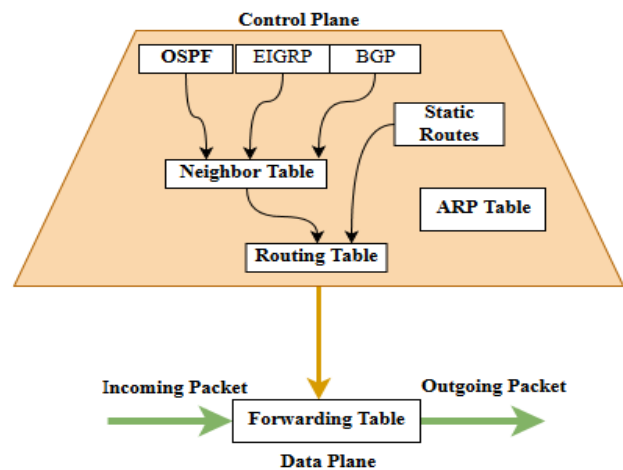 Control Plane
OSPF
EIGRP
BGP
Static
Routes
Neighbor Table
ARP Table
Routing Table
Incoming Packet
Outgoing Packet
Forwarding Table
Data Plane